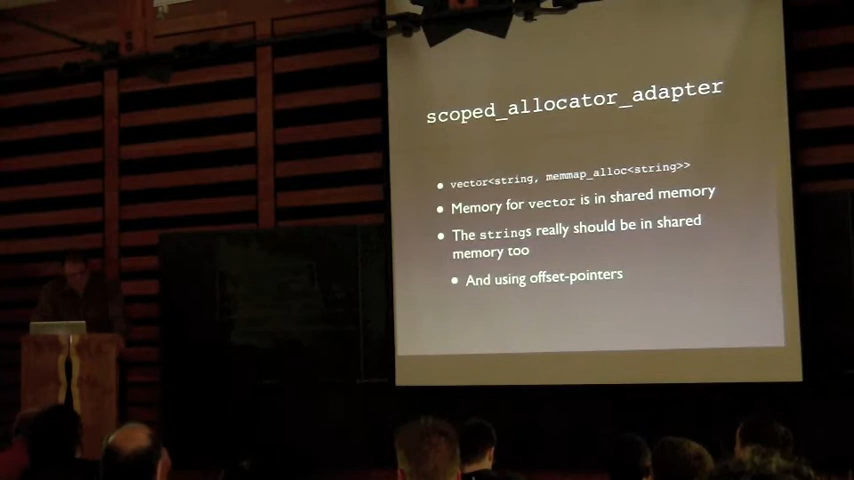 scoped_allocator_adapter
• vector<string, memmap_alloc<string>>
• Memory for vector is in shared memory
• The strings really should be in shared
memory too
• And using offset-pointers